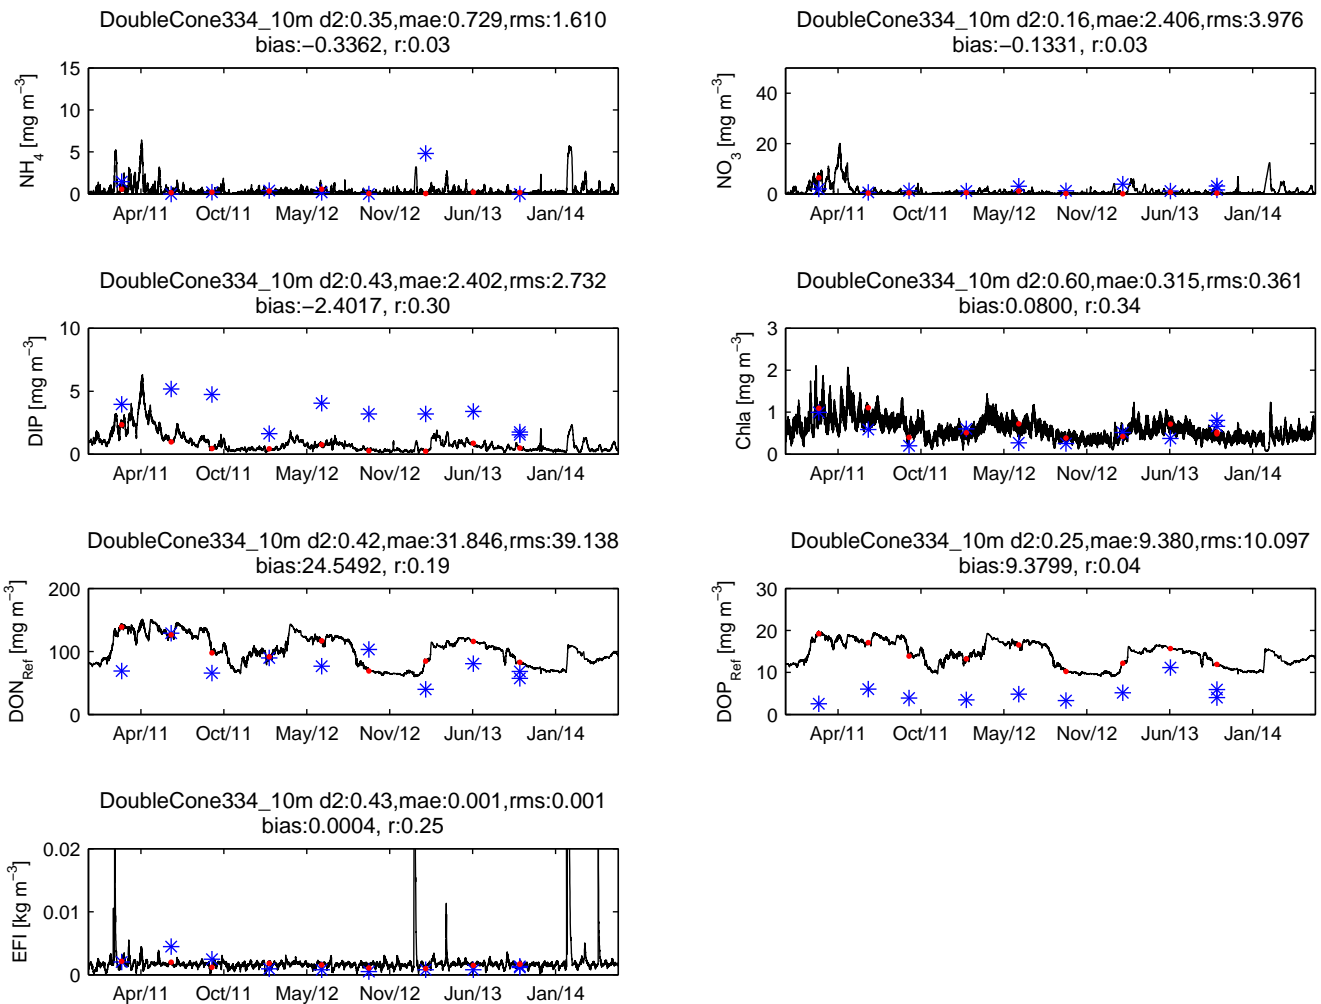 DoubleCone334_10m d2:0.35,mae:0.729,rms:1.610
bias:−0.3362, r:0.03
15
10
5
0
NH4 [mg m−3]
Apr/11 Oct/11 May/12 Nov/12 Jun/13 Jan/14
DoubleCone334_10m d2:0.16,mae:2.406,rms:3.976
bias:−0.1331, r:0.03
40
20
0
NO3 [mg m−3]
Apr/11 Oct/11 May/12 Nov/12 Jun/13 Jan/14
DoubleCone334_10m d2:0.43,mae:2.402,rms:2.732
bias:−2.4017, r:0.30
10
5
0
DIP [mg m−3]
Apr/11 Oct/11 May/12 Nov/12 Jun/13 Jan/14
DoubleCone334_10m d2:0.60,mae:0.315,rms:0.361
bias:0.0800, r:0.34
3
2
1
0
Chla [mg m−3]
Apr/11 Oct/11 May/12 Nov/12 Jun/13 Jan/14
DoubleCone334_10m d2:0.42,mae:31.846,rms:39.138
bias:24.5492, r:0.19
200
100
0
DONRef [mg m−3]
Apr/11 Oct/11 May/12 Nov/12 Jun/13 Jan/14
DoubleCone334_10m d2:0.25,mae:9.380,rms:10.097
bias:9.3799, r:0.04
30
20
10
0
DOPRef [mg m−3]
Apr/11 Oct/11 May/12 Nov/12 Jun/13 Jan/14
DoubleCone334_10m d2:0.43,mae:0.001,rms:0.001
bias:0.0004, r:0.25
0.02
0.01
0
EFI [kg m−3]
Apr/11 Oct/11 May/12 Nov/12 Jun/13 Jan/14